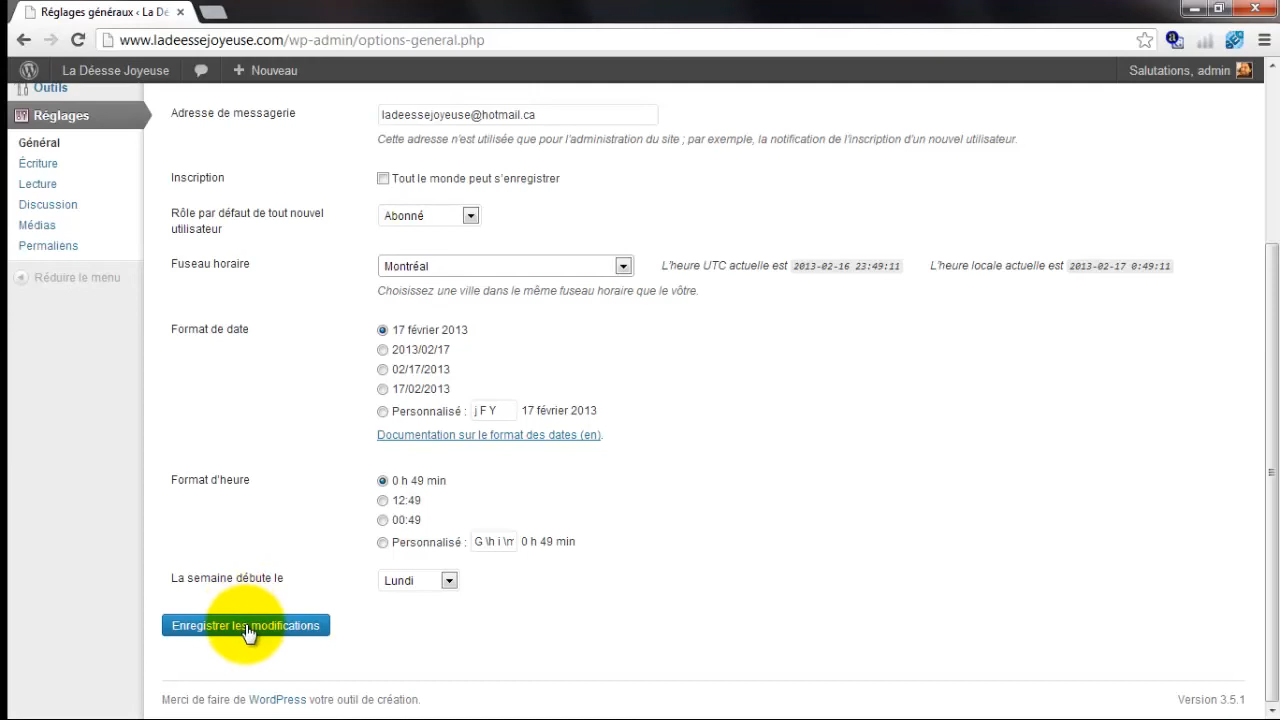 Réglages généraux ‹ La Dé
www.ladeessejoyeuse.com/wp-admin/options-general.php
La Déesse Joyeuse
+ Nouveau
Salutations, admin
Outils
Réglages
Général
Écriture
Lecture
Discussion
Médias
Permaliens
Réduire le menu
Adresse de messagerie
ladeessejoyeuse@hotmail.ca
Cette adresse n'est utilisée que pour l'administration du site ; par exemple, la notification de l'inscription d'un nouvel utilisateur.
Inscription
Tout le monde peut s'enregistrer
Rôle par défaut de tout nouvel
utilisateur
Abonné
Fuseau horaire
Montréal
L'heure UTC actuelle est 2013-02-16 23:49:11
L'heure locale actuelle est 2013-02-17 0:49:11
Choisissez une ville dans le même fuseau horaire que le vôtre.
Format de date
17 février 2013
2013/02/17
02/17/2013
17/02/2013
Personnalisé : j F Y 17 février 2013
Documentation sur le format des dates (en).
Format d'heure
0 h 49 min
12:49
00:49
Personnalisé : G \h i \m 0 h 49 min
La semaine débute le
Lundi
Enregistrer les modifications
Merci de faire de WordPress votre outil de création.
Version 3.5.1